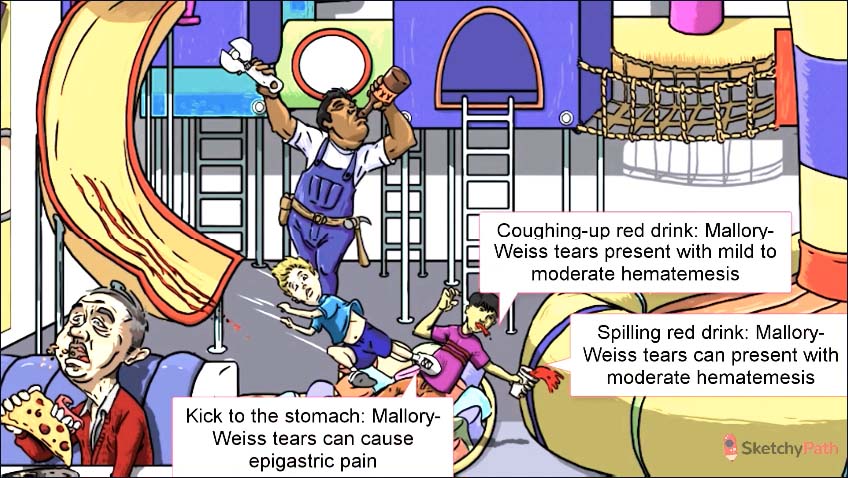 XX
Coughing-up red drink: Mallory-
Weiss tears present with mild to
moderate hematemesis
Spilling red drink: Mallory-
Weiss tears can present with
moderate hematemesis
Kick to the stomach: Mallory-
Weiss tears can cause
epigastric pain
SketchyPath